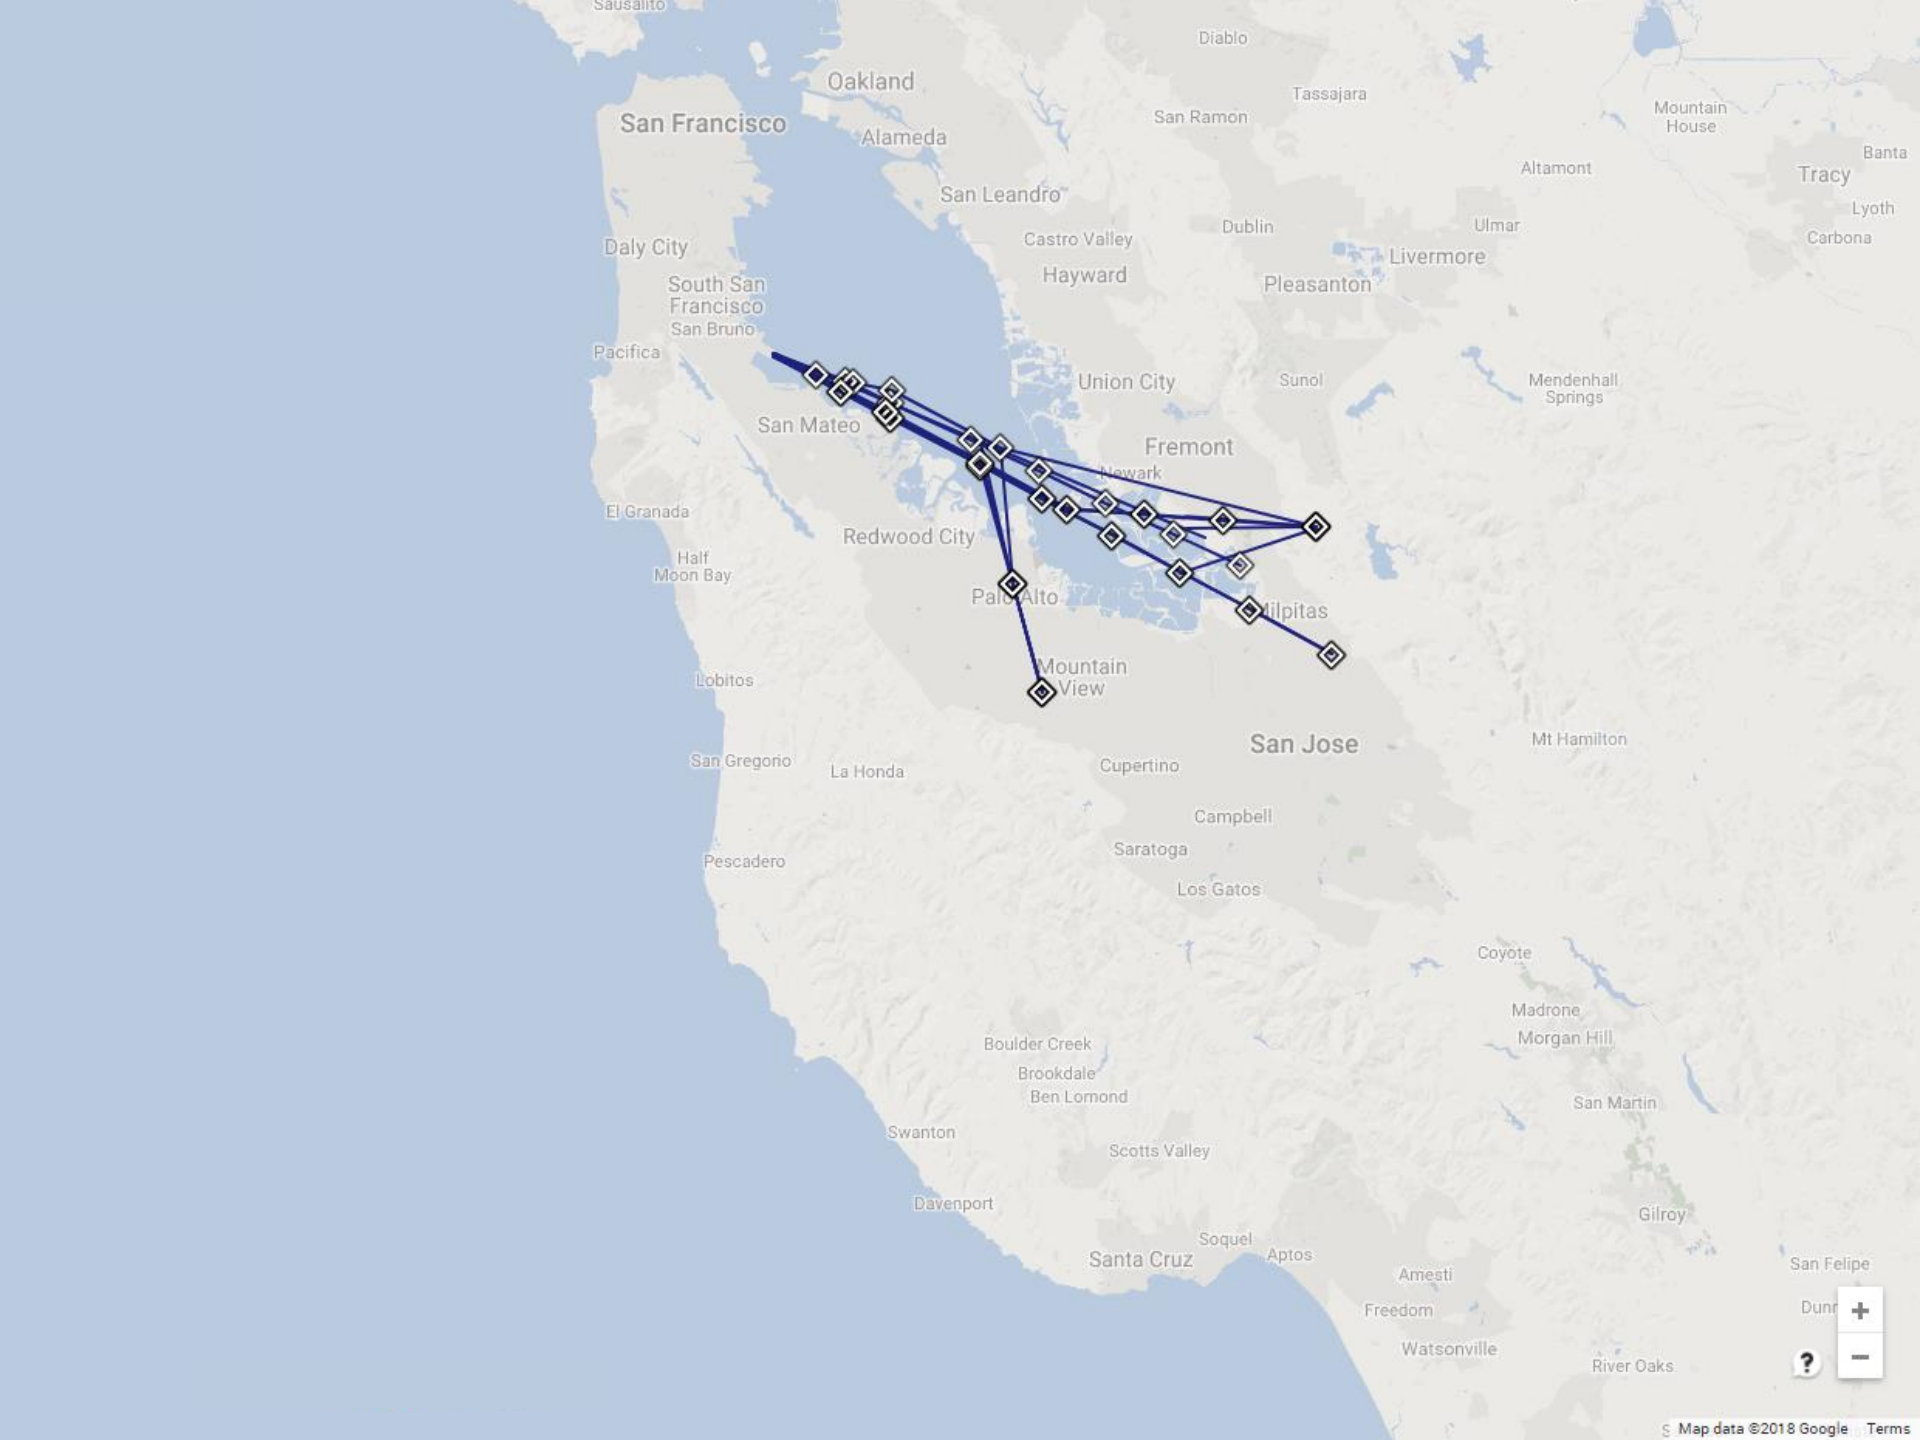 Sausalito
Diablo
Oakland
Tassajara
Mountain
House
San Ramon
San Francisco
Alameda
Banta
Altamont
Tracy
San Leandro
Lyoth
Dublin
Ulmar
Castro Valley
Carbona
Daly City
Livermore
Hayward
South San
Francisco
Pleasanton
San Bruno
Pacifica
Union City
Sunol
Mendenhall
Springs
San Mateo
Fremont
Newark
El Granada
Redwood City
Half
Moon Bay
Palo Alto
Milpitas
Mountain
View
Lobitos
San Jose
Mt Hamilton
San Gregorio
La Honda
Cupertino
Campbell
Saratoga
Pescadero
Los Gatos
Coyote
Madrone
Morgan Hill
Boulder Creek
Brookdale
Ben Lomond
San Martin
Swanton
Scotts Valley
Davenport
Gilroy
Soquel
Santa Cruz
Aptos
San Felipe
Amesti
Freedom
Watsonville
River Oaks
+
?
−
Map data ©2018 Google Terms